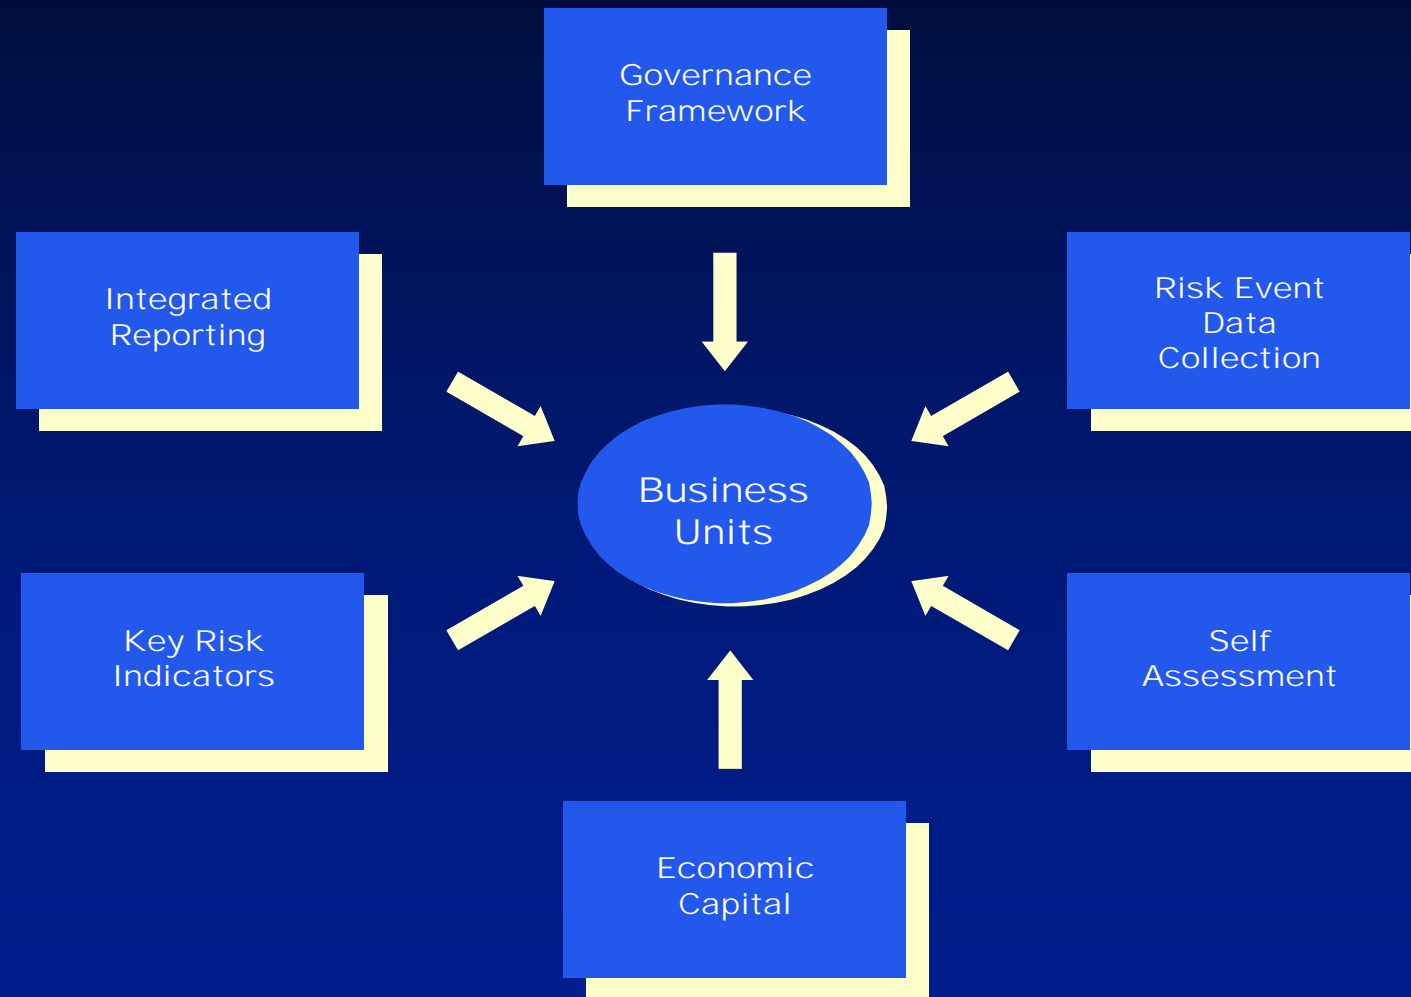 Governance
Framework
Integrated
Reporting
Risk Event
Data
Collection
Business
Units
Key Risk
Indicators
Self
Assessment
Economic
Capital